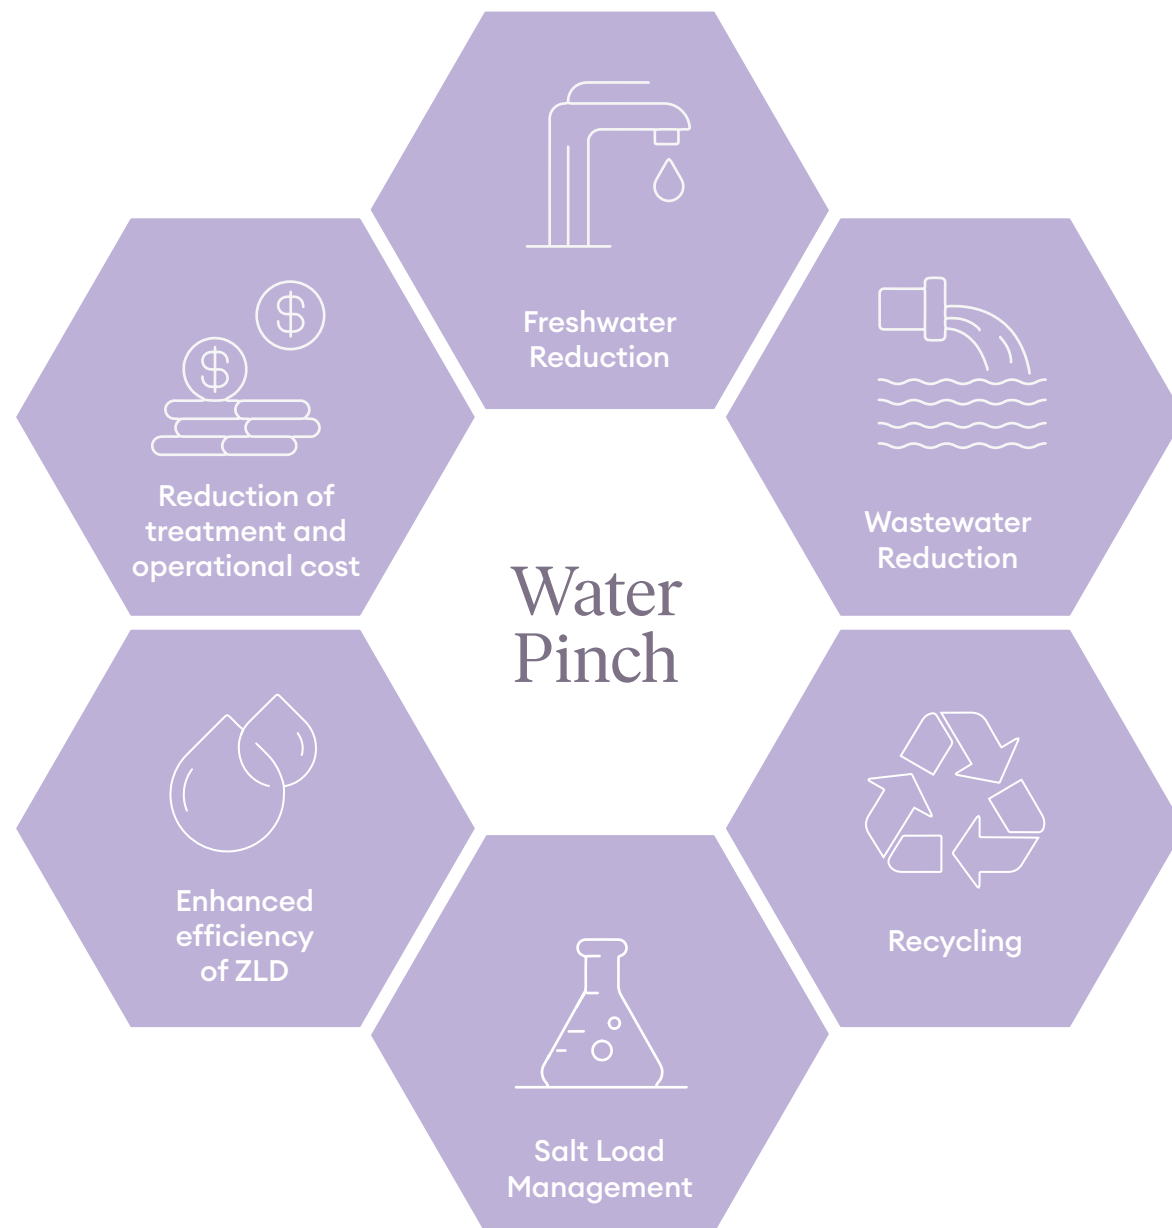 Freshwater
Reduction
Wastewater
Reduction
Recycling
Salt Load
Management
Enhanced
efficiency
of ZLD
$
$
Reduction of
treatment and
operational cost
Water
Pinch